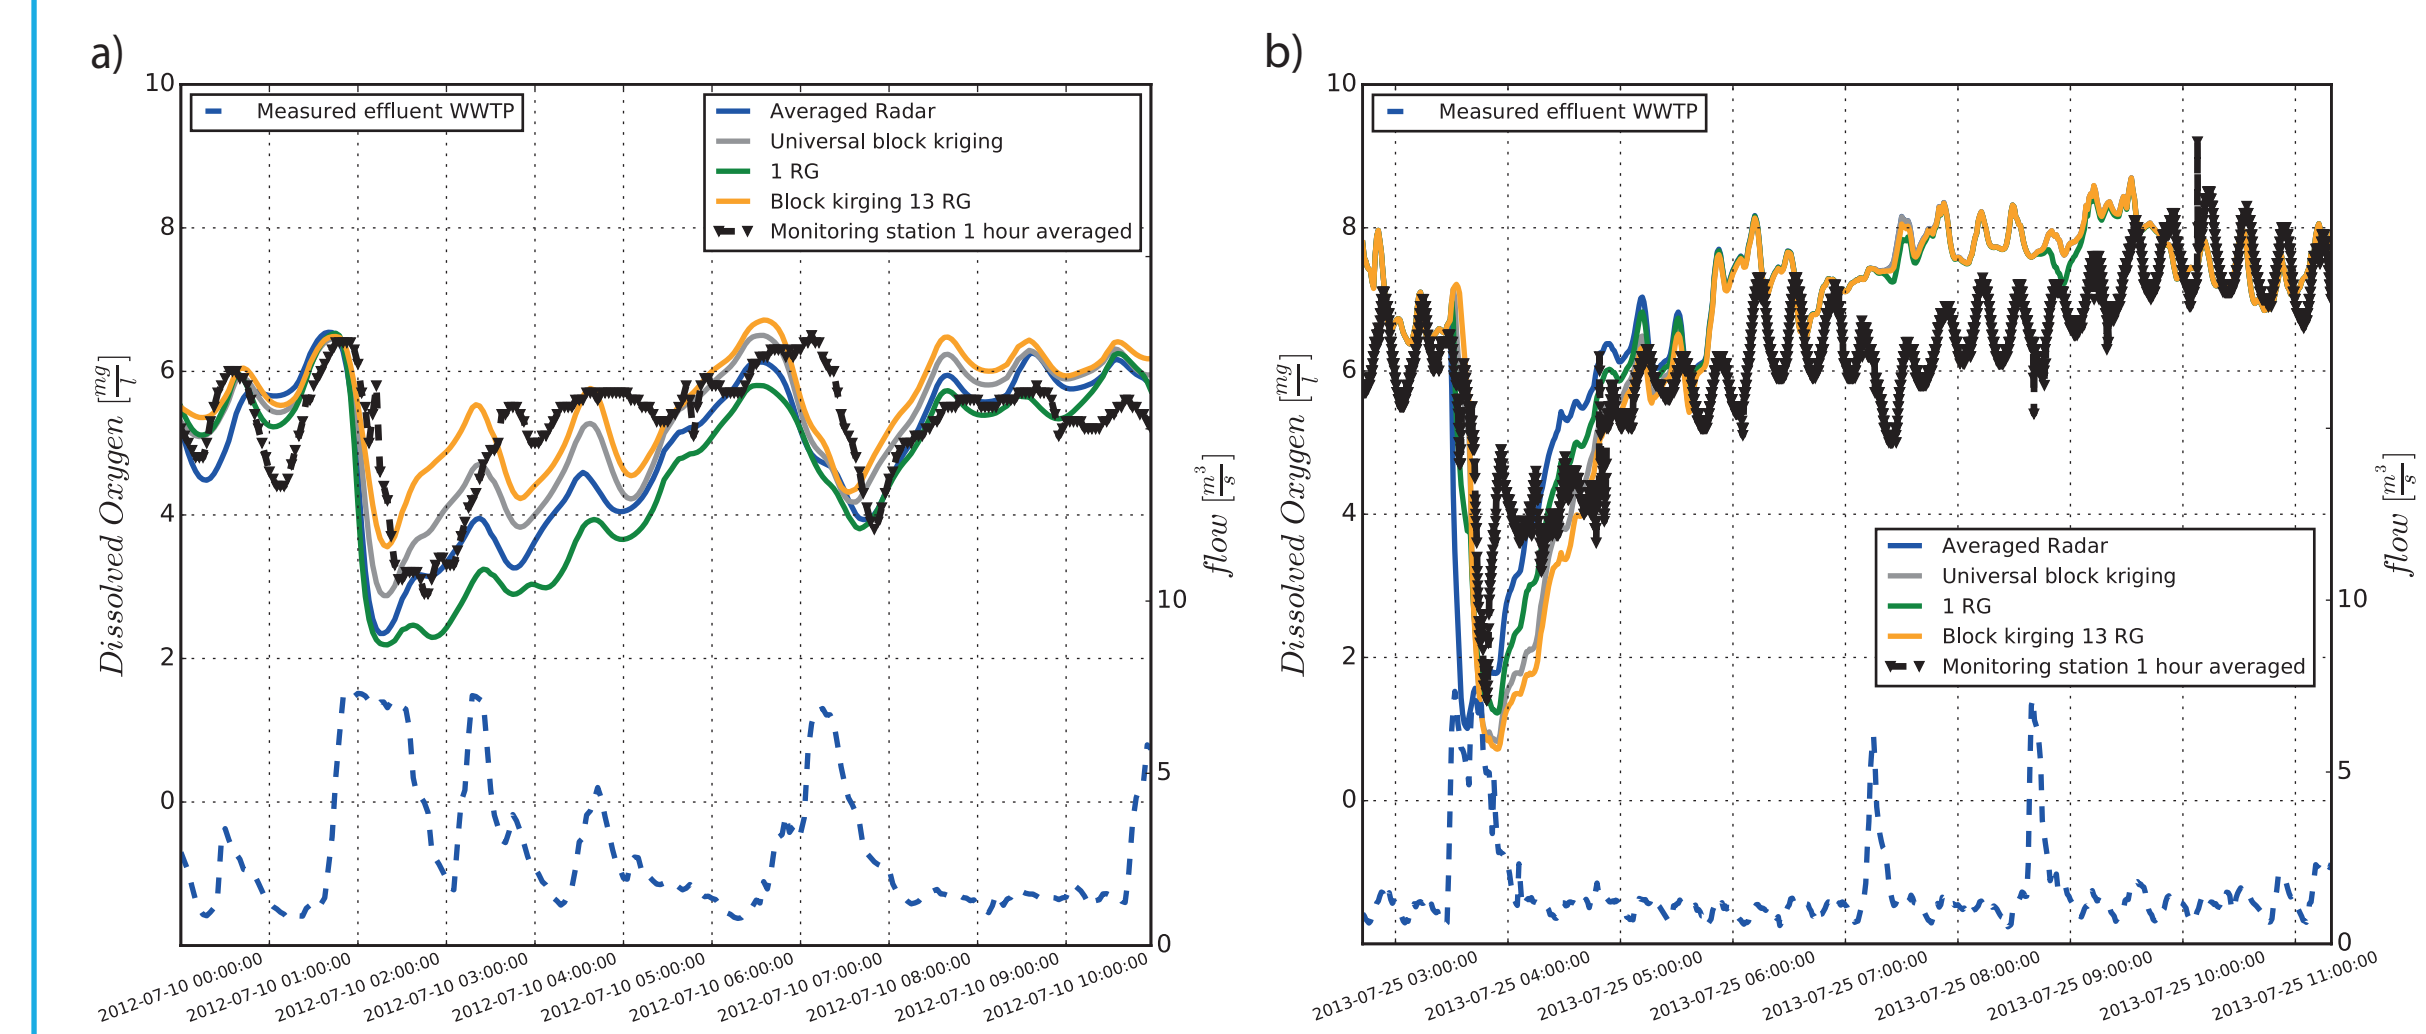 a)
10
8
6
4
2
0
Dissolved Oxygen [mg/l]
Measured effluent WWTP
Averaged Radar
Universal block kriging
1 RG
Block kirging 13 RG
Monitoring station 1 hour averaged
flow [m³/s]
10
5
0
2012-07-10 00:00:00
2012-07-10 01:00:00
2012-07-10 02:00:00
2012-07-10 03:00:00
2012-07-10 04:00:00
2012-07-10 05:00:00
2012-07-10 06:00:00
2012-07-10 07:00:00
2012-07-10 08:00:00
2012-07-10 09:00:00
2012-07-10 10:00:00
b)
10
8
6
4
2
0
Dissolved Oxygen [mg/l]
Measured effluent WWTP
Averaged Radar
Universal block kriging
1 RG
Block kirging 13 RG
Monitoring station 1 hour averaged
flow [m³/s]
10
5
0
2013-07-25 03:00:00
2013-07-25 04:00:00
2013-07-25 05:00:00
2013-07-25 06:00:00
2013-07-25 07:00:00
2013-07-25 08:00:00
2013-07-25 09:00:00
2013-07-25 10:00:00
2013-07-25 11:00:00